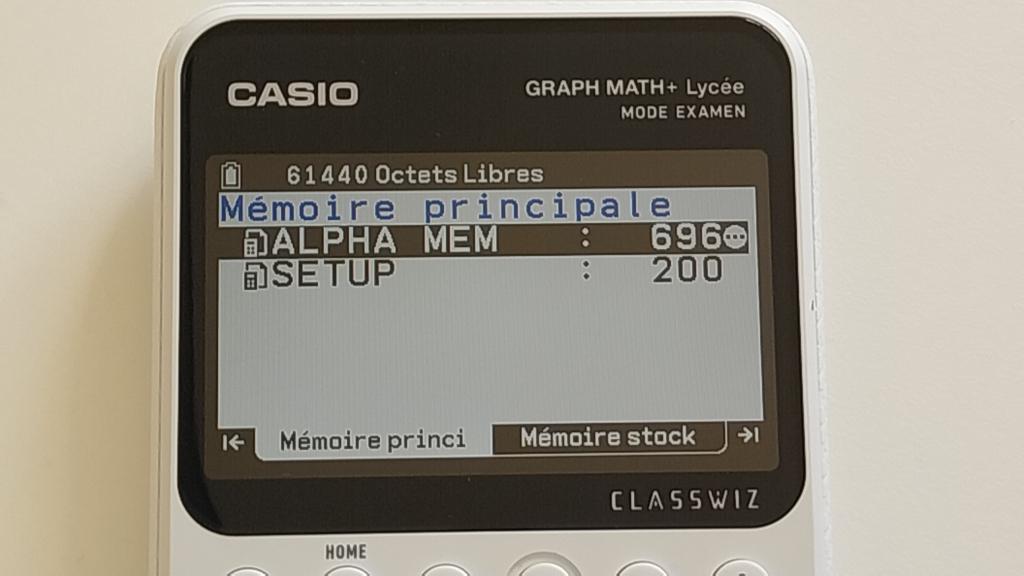 CASIO
GRAPH MATH+ Lycée
MODE EXAMEN
61440 Octets Libres
Mémoire principale
ALPHA MEM : 696
SETUP : 200
Mémoire princi Mémoire stock
CLASSWIZ
HOME